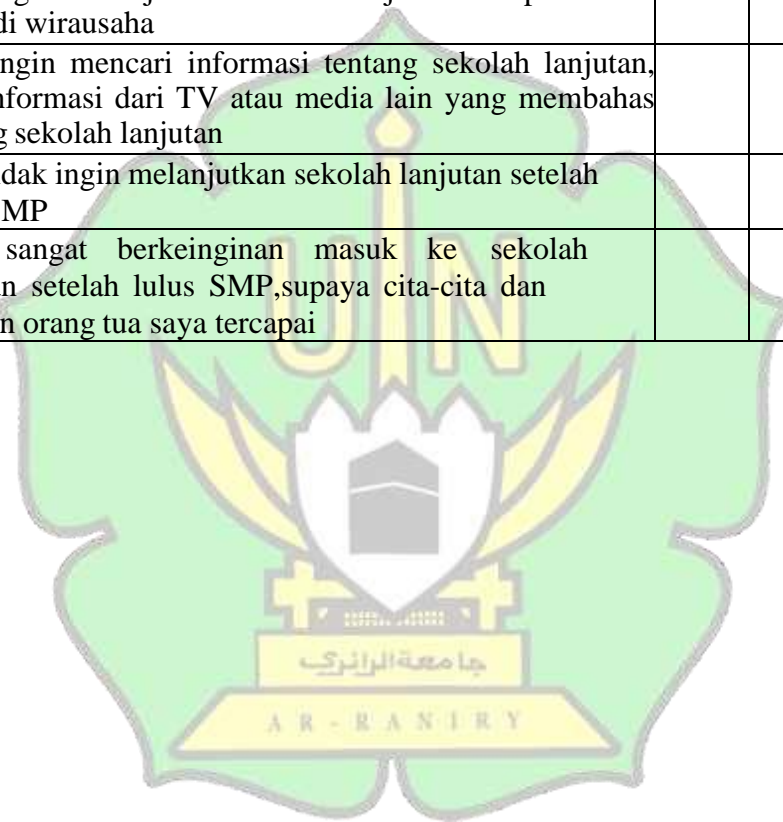 di wirausaha
ngin mencari informasi tentang sekolah lanjutan,
nformasi dari TV atau media lain yang membahas
g sekolah lanjutan
dak ingin melanjutkan sekolah lanjutan setelah
MP
sangat berkeinginan masuk ke sekolah
n setelah lulus SMP,supaya cita-cita dan
n orang tua saya tercapai
UIN
جامعة الرانري
AR-RANIRY